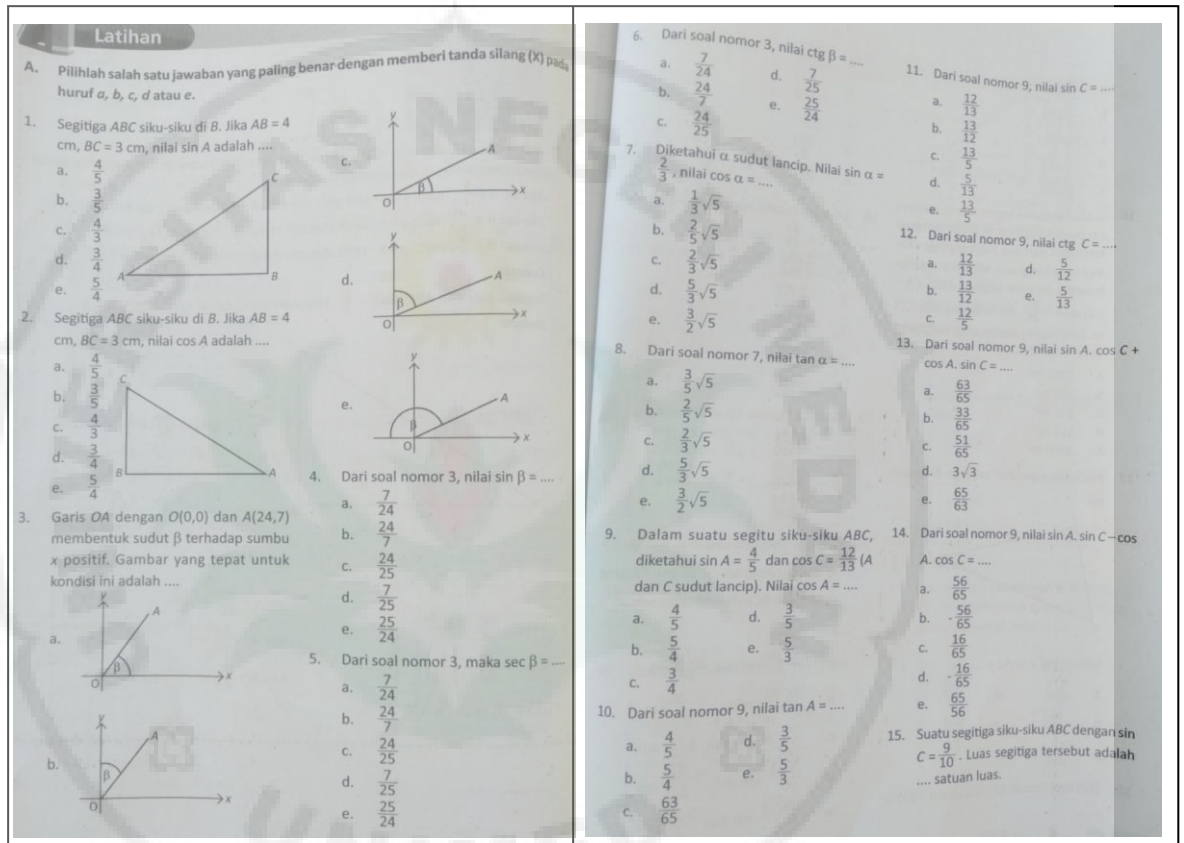 Latihan
A. Pilihlah salah satu jawaban yang paling benar dengan memberi tanda silang (X) pada
huruf a, b, c, d atau e.
1. Segitiga ABC siku-siku di B. Jika AB = 4
cm, BC = 3 cm, nilai sin A adalah ....
a. 4/5
b. 3/5
c. 4/3
d. 3/4
e. 5/4
A
B
C
2. Segitiga ABC siku-siku di B. Jika AB = 4
cm, BC = 3 cm, nilai cos A adalah ....
a. 4/5
b. 3/5
c. 4/3
d. 3/4
e. 5/4
C
B
A
3. Garis OA dengan O(0,0) dan A(24,7)
membentuk sudut β terhadap sumbu
x positif. Gambar yang tepat untuk
kondisi ini adalah ....
a.
y
A
β
O
x
b.
y
A
β
O
x
c.
y
A
β
O
x
d.
y
A
β
O
x
e.
y
A
β
O
x
4. Dari soal nomor 3, nilai sin β = ....
a. 7/24
b. 24/7
c. 24/25
d. 7/25
e. 25/24
5. Dari soal nomor 3, maka sec β = ....
a. 7/24
b. 24/7
c. 24/25
d. 7/25
e. 25/24
6. Dari soal nomor 3, nilai ctg β = ....
a. 7/24 d. 7/25
b. 24/7 e. 25/24
c. 24/25
7. Diketahui α sudut lancip. Nilai sin α =
2/3, nilai cos α = ....
a. 1/3 √5
b. 2/5 √5
c. 2/3 √5
d. 5/3 √5
e. 3/2 √5
8. Dari soal nomor 7, nilai tan α = ....
a. 3/5 √5
b. 2/5 √5
c. 2/3 √5
d. 5/3 √5
e. 3/2 √5
9. Dalam suatu segitu siku-siku ABC,
diketahui sin A = 4/5 dan cos C = 12/13 (A
dan C sudut lancip). Nilai cos A = ....
a. 4/5 d. 3/5
b. 5/4 e. 5/3
c. 3/4
10. Dari soal nomor 9, nilai tan A = ....
a. 4/5 d. 3/5
b. 5/4 e. 5/3
c. 63/65
11. Dari soal nomor 9, nilai sin C = ....
a. 12/13
b. 13/12
c. 13/5
d. 5/13
e. 13/5
12. Dari soal nomor 9, nilai ctg C = ....
a. 12/13 d. 5/12
b. 13/12 e. 5/13
c. 12/5
13. Dari soal nomor 9, nilai sin A. cos C +
cos A. sin C = ....
a. 63/65
b. 33/65
c. 51/65
d. 3√3
e. 65/63
14. Dari soal nomor 9, nilai sin A. sin C – cos
A. cos C = ....
a. 56/65
b. -56/65
c. 16/65
d. -16/65
e. 65/56
15. Suatu segitiga siku-siku ABC dengan sin
C = 9/10. Luas segitiga tersebut adalah
.... satuan luas.